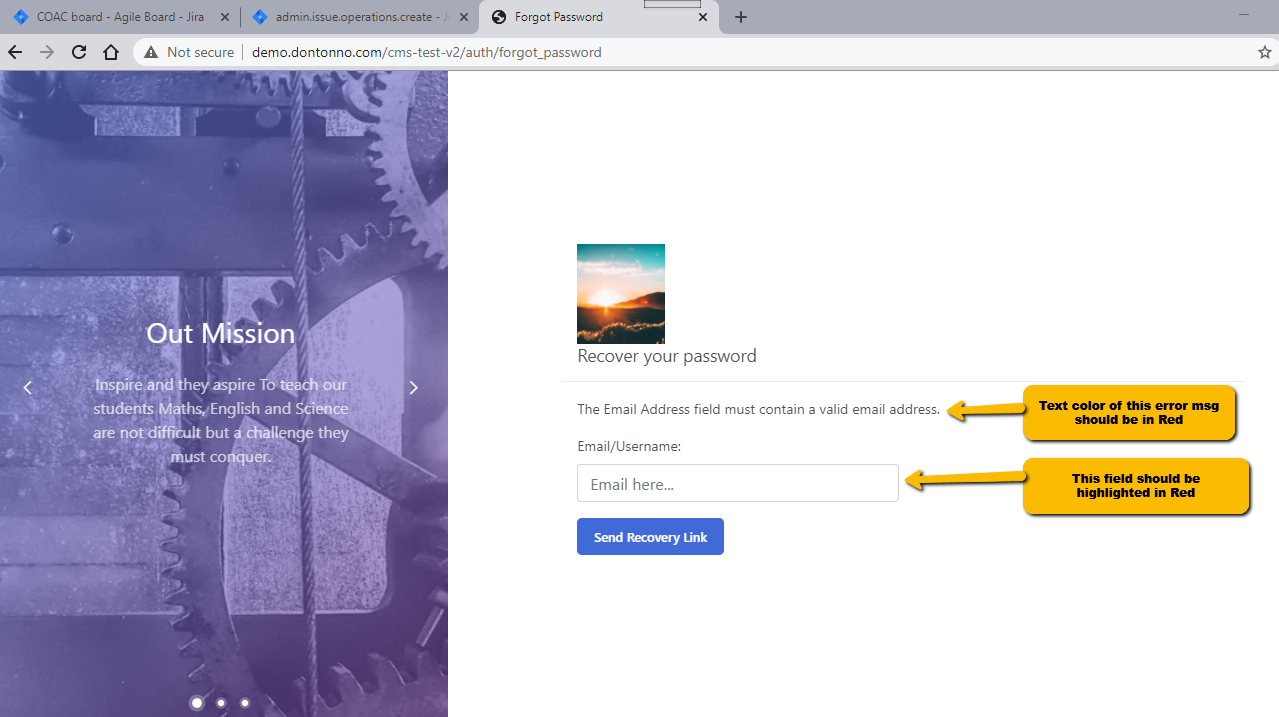 COAC board - Agile Board - Jira
admin.issue.operations.create - Ji
Forgot Password
Not secure
demo.dontonno.com/cms-test-v2/auth/forgot_password
Out Mission
Inspire and they aspire To teach our
students Maths, English and Science
are not difficult but a challenge they
must conquer.
Recover your password
The Email Address field must contain a valid email address.
Text color of this error msg
should be in Red
Email/Username:
Email here...
This field should be
highlighted in Red
Send Recovery Link